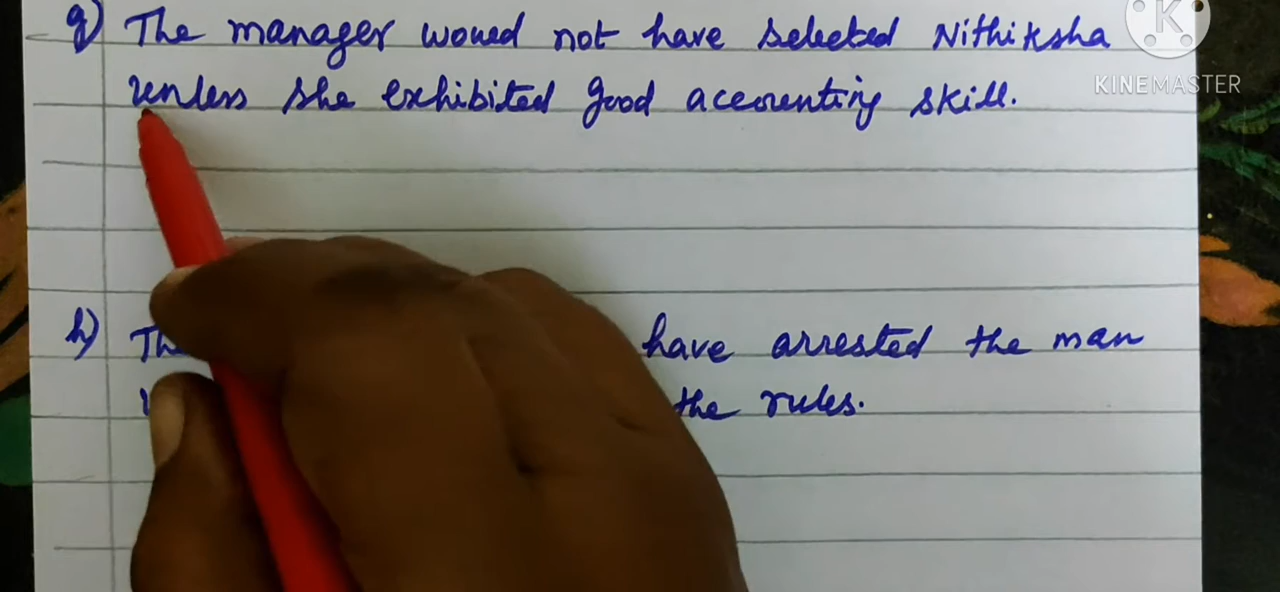 g) The manager would not have selected Nithiksha
unless she exhibited good accounting skill.
h) have arrested the man
the rules.
K
KINEMASTER